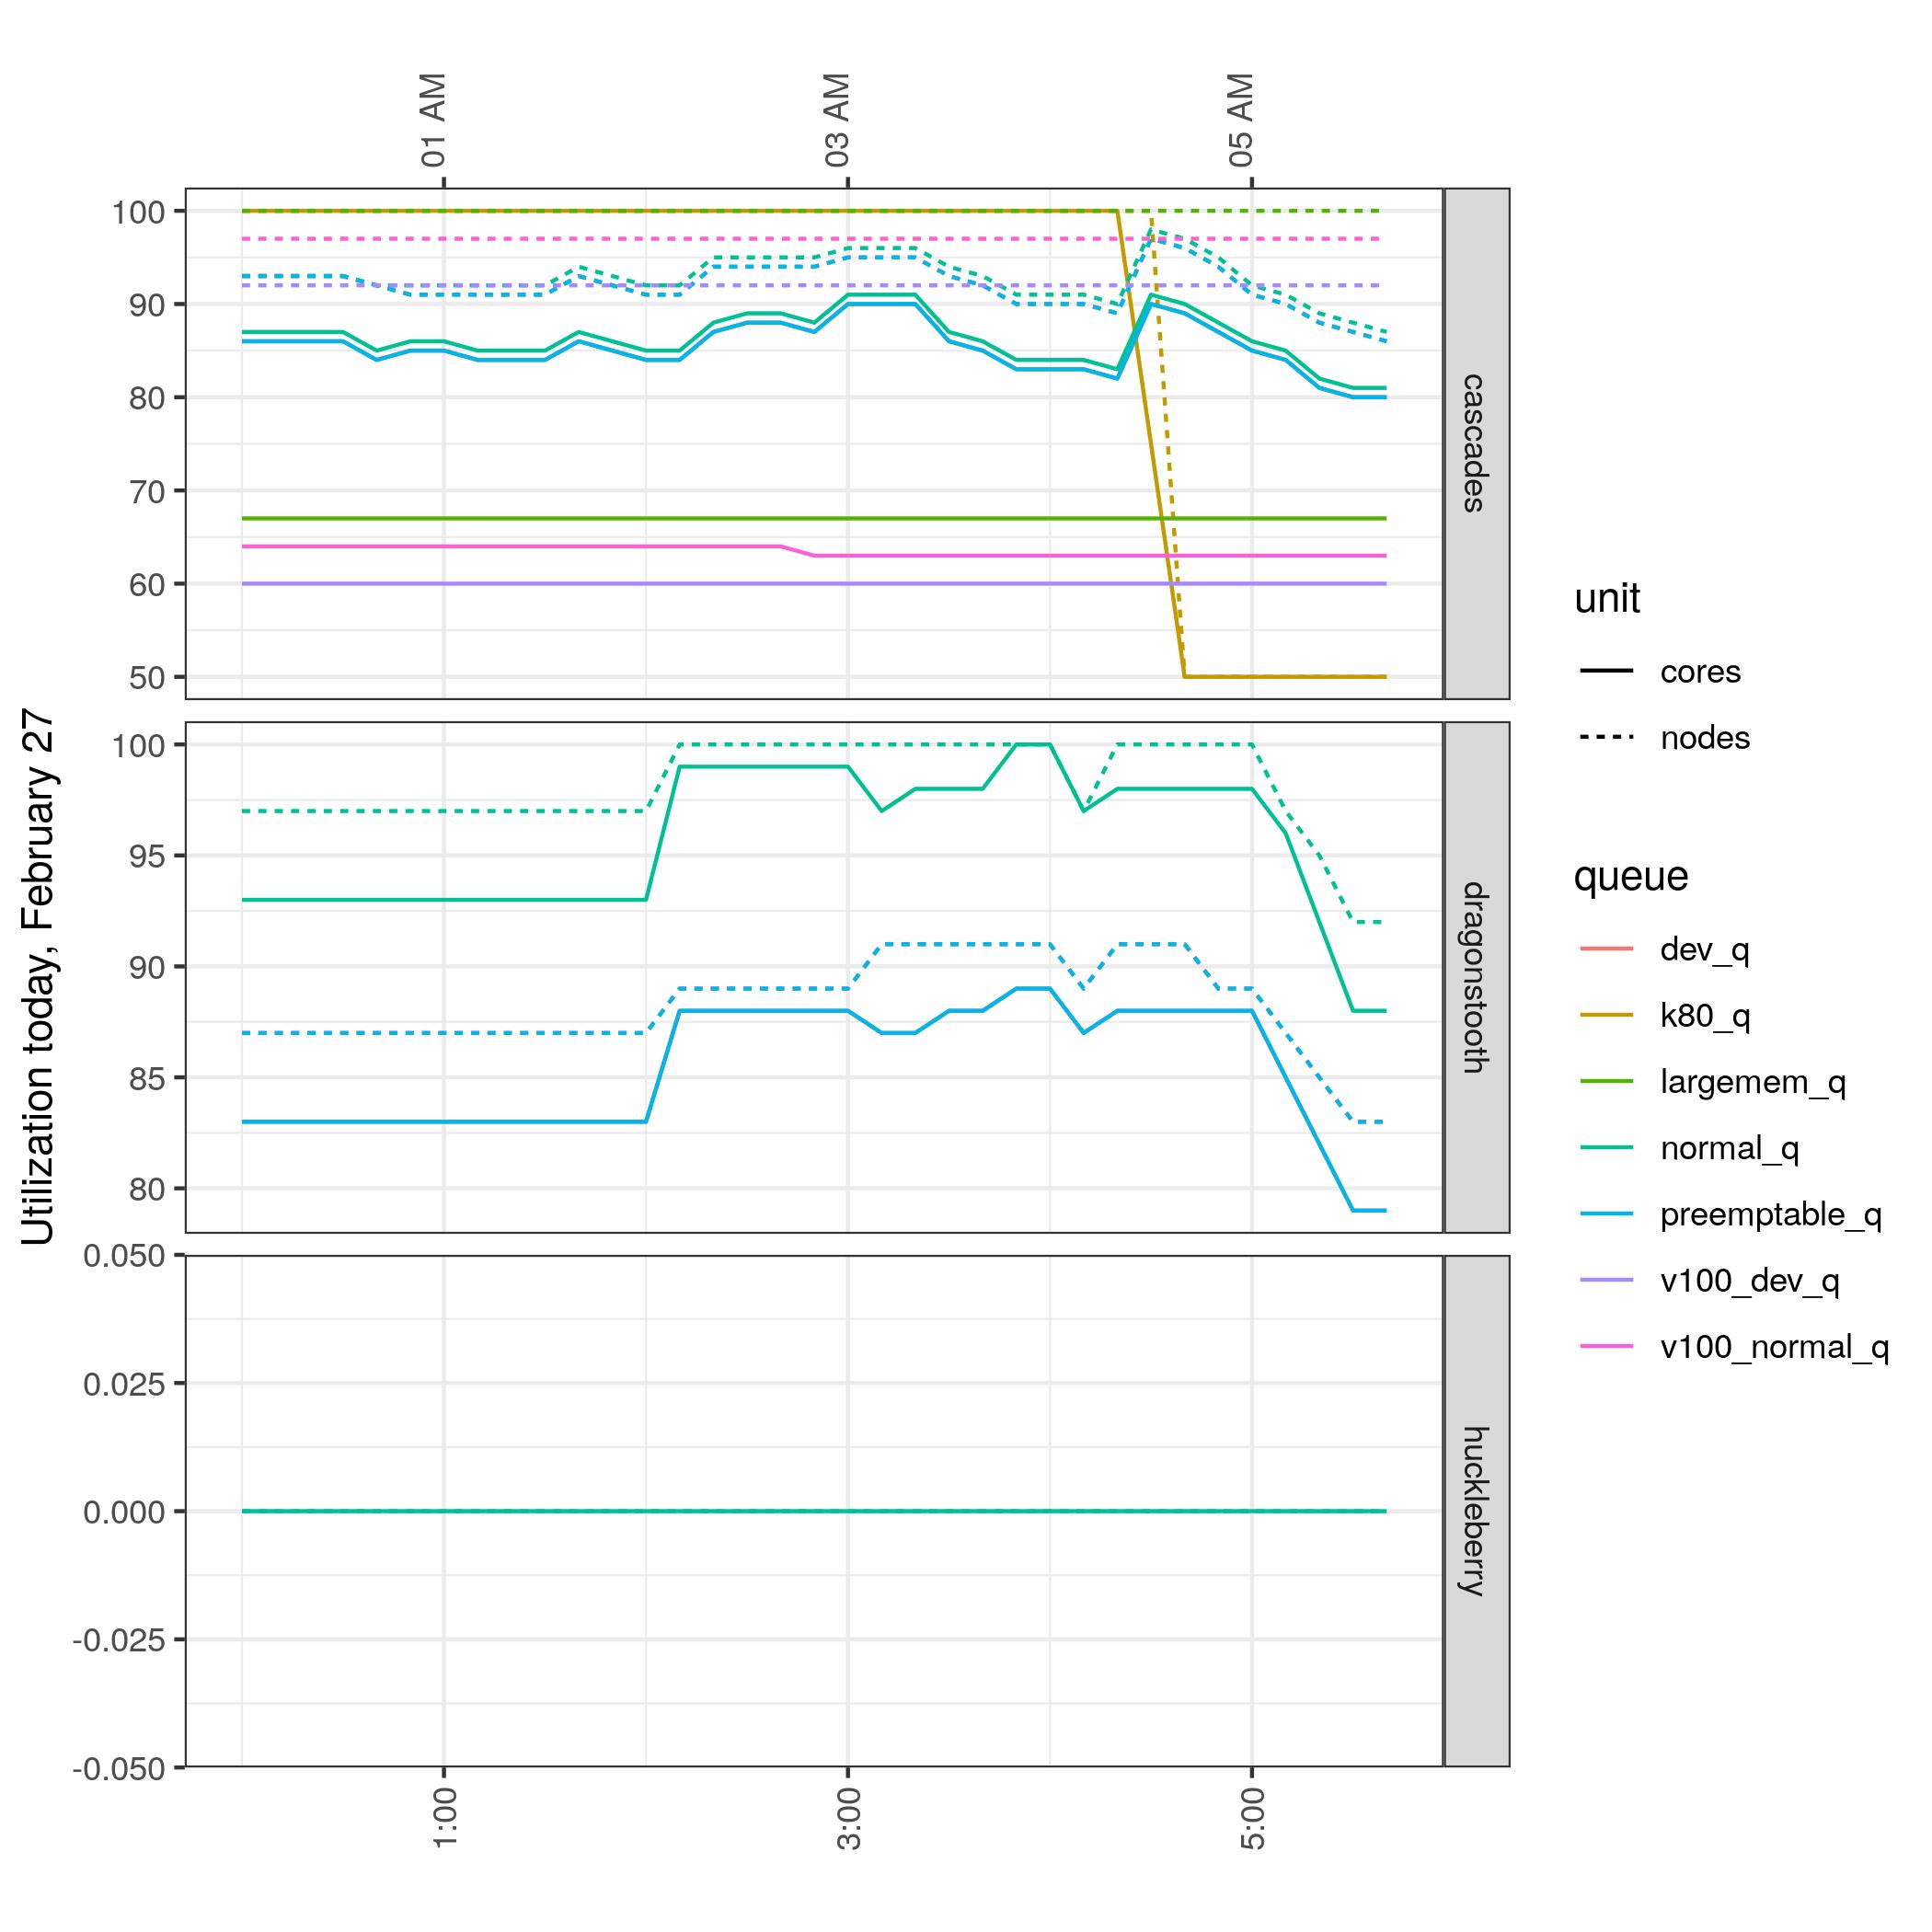 01 AM
03 AM
05 AM
Utilization today, February 27
100
90
80
70
60
50
cascades
100
95
90
85
80
dragonstooth
0.050
0.025
0.000
-0.025
-0.050
huckleberry
1:00
3:00
5:00
unit
cores
nodes
queue
dev_q
k80_q
largemem_q
normal_q
preemptable_q
v100_dev_q
v100_normal_q